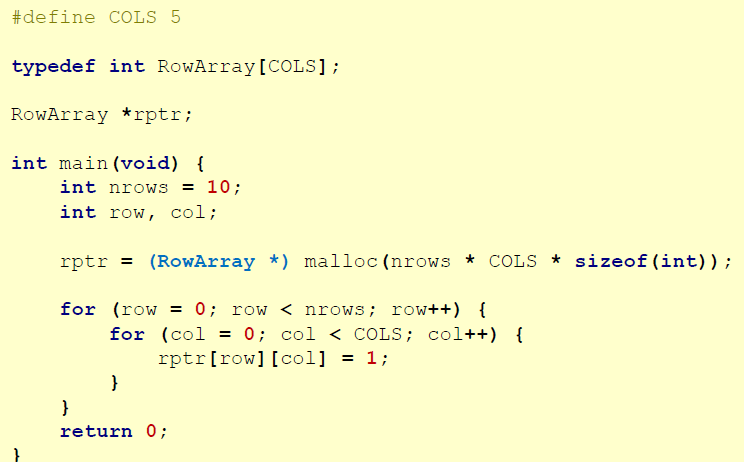 #define COLS 5
typedef int RowArray[COLS];
RowArray *rptr;
int main(void) {
    int nrows = 10;
    int row, col;
    rptr = (RowArray *) malloc(nrows * COLS * sizeof(int));
    for (row = 0; row < nrows; row++) {
        for (col = 0; col < COLS; col++) {
            rptr[row][col] = 1;
        }
    }
    return 0;
}